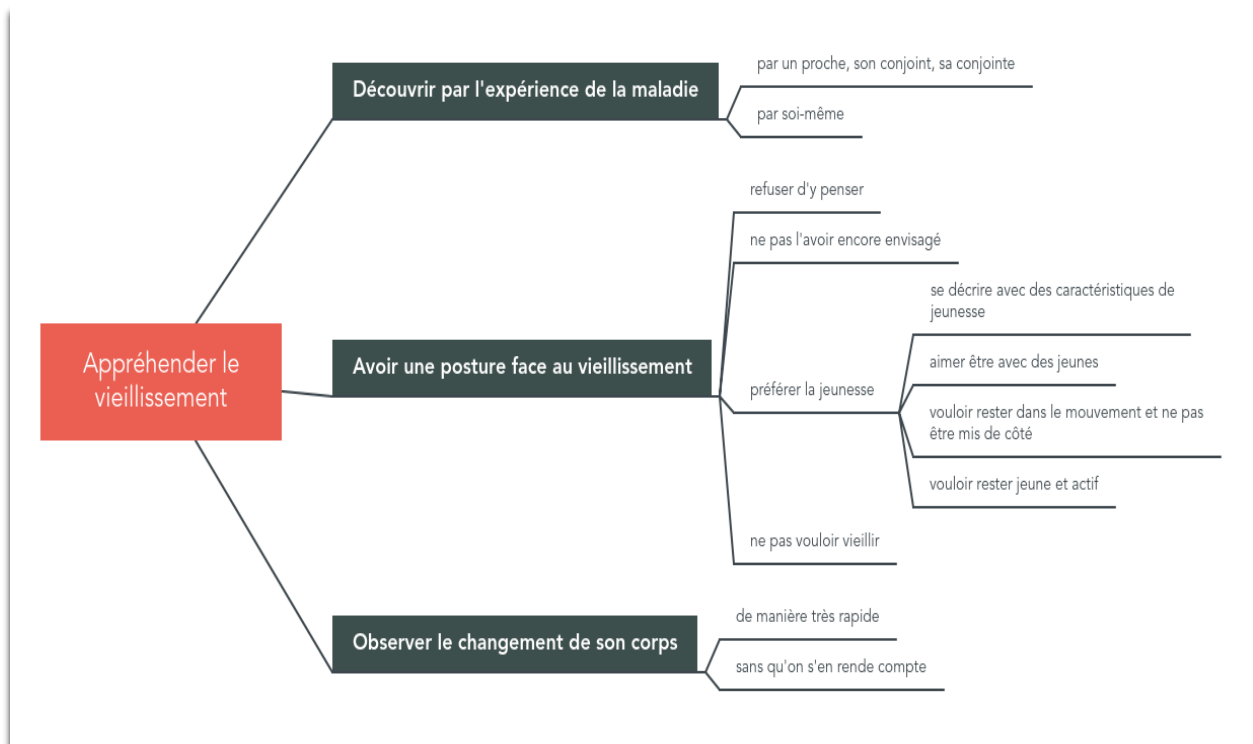 Appréhender le
vieillissement
Découvrir par l'expérience de la maladie
par un proche, son conjoint, sa conjointe
par soi-même
Avoir une posture face au vieillissement
refuser d'y penser
ne pas l'avoir encore envisagé
préférer la jeunesse
se décrire avec des caractéristiques de
jeunesse
aimer être avec des jeunes
vouloir rester dans le mouvement et ne pas
être mis de côté
vouloir rester jeune et actif
ne pas vouloir vieillir
Observer le changement de son corps
de manière très rapide
sans qu'on s'en rende compte